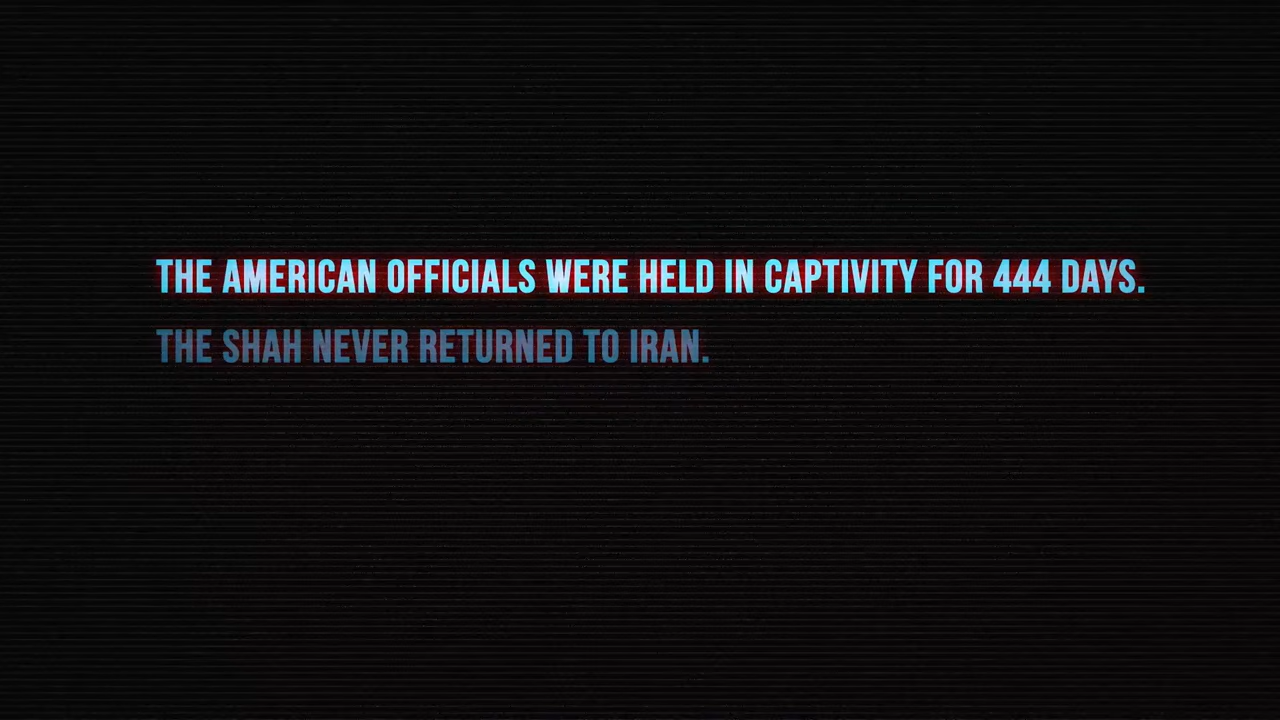 THE AMERICAN OFFICIALS WERE HELD IN CAPTIVITY FOR 444 DAYS.
THE SHAH NEVER RETURNED TO IRAN.